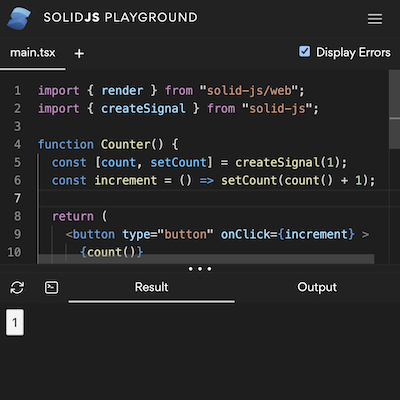 SOLIDJS PLAYGROUND
main.tsx + Display Errors
1 import { render } from "solid-js/web";
2 import { createSignal } from "solid-js";
3
4 function Counter() {
5 const [count, setCount] = createSignal(1);
6 const increment = () => setCount(count() + 1);
7
8 return (
9 <button type="button" onClick={increment} >
10 {count()}
Result Output
1